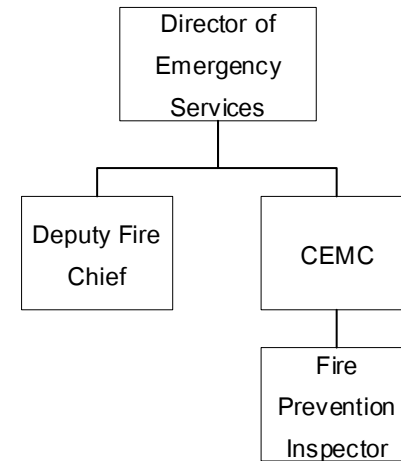 Director of
Emergency
Services
Deputy Fire
Chief
CEMC
Fire
Prevention
Inspector